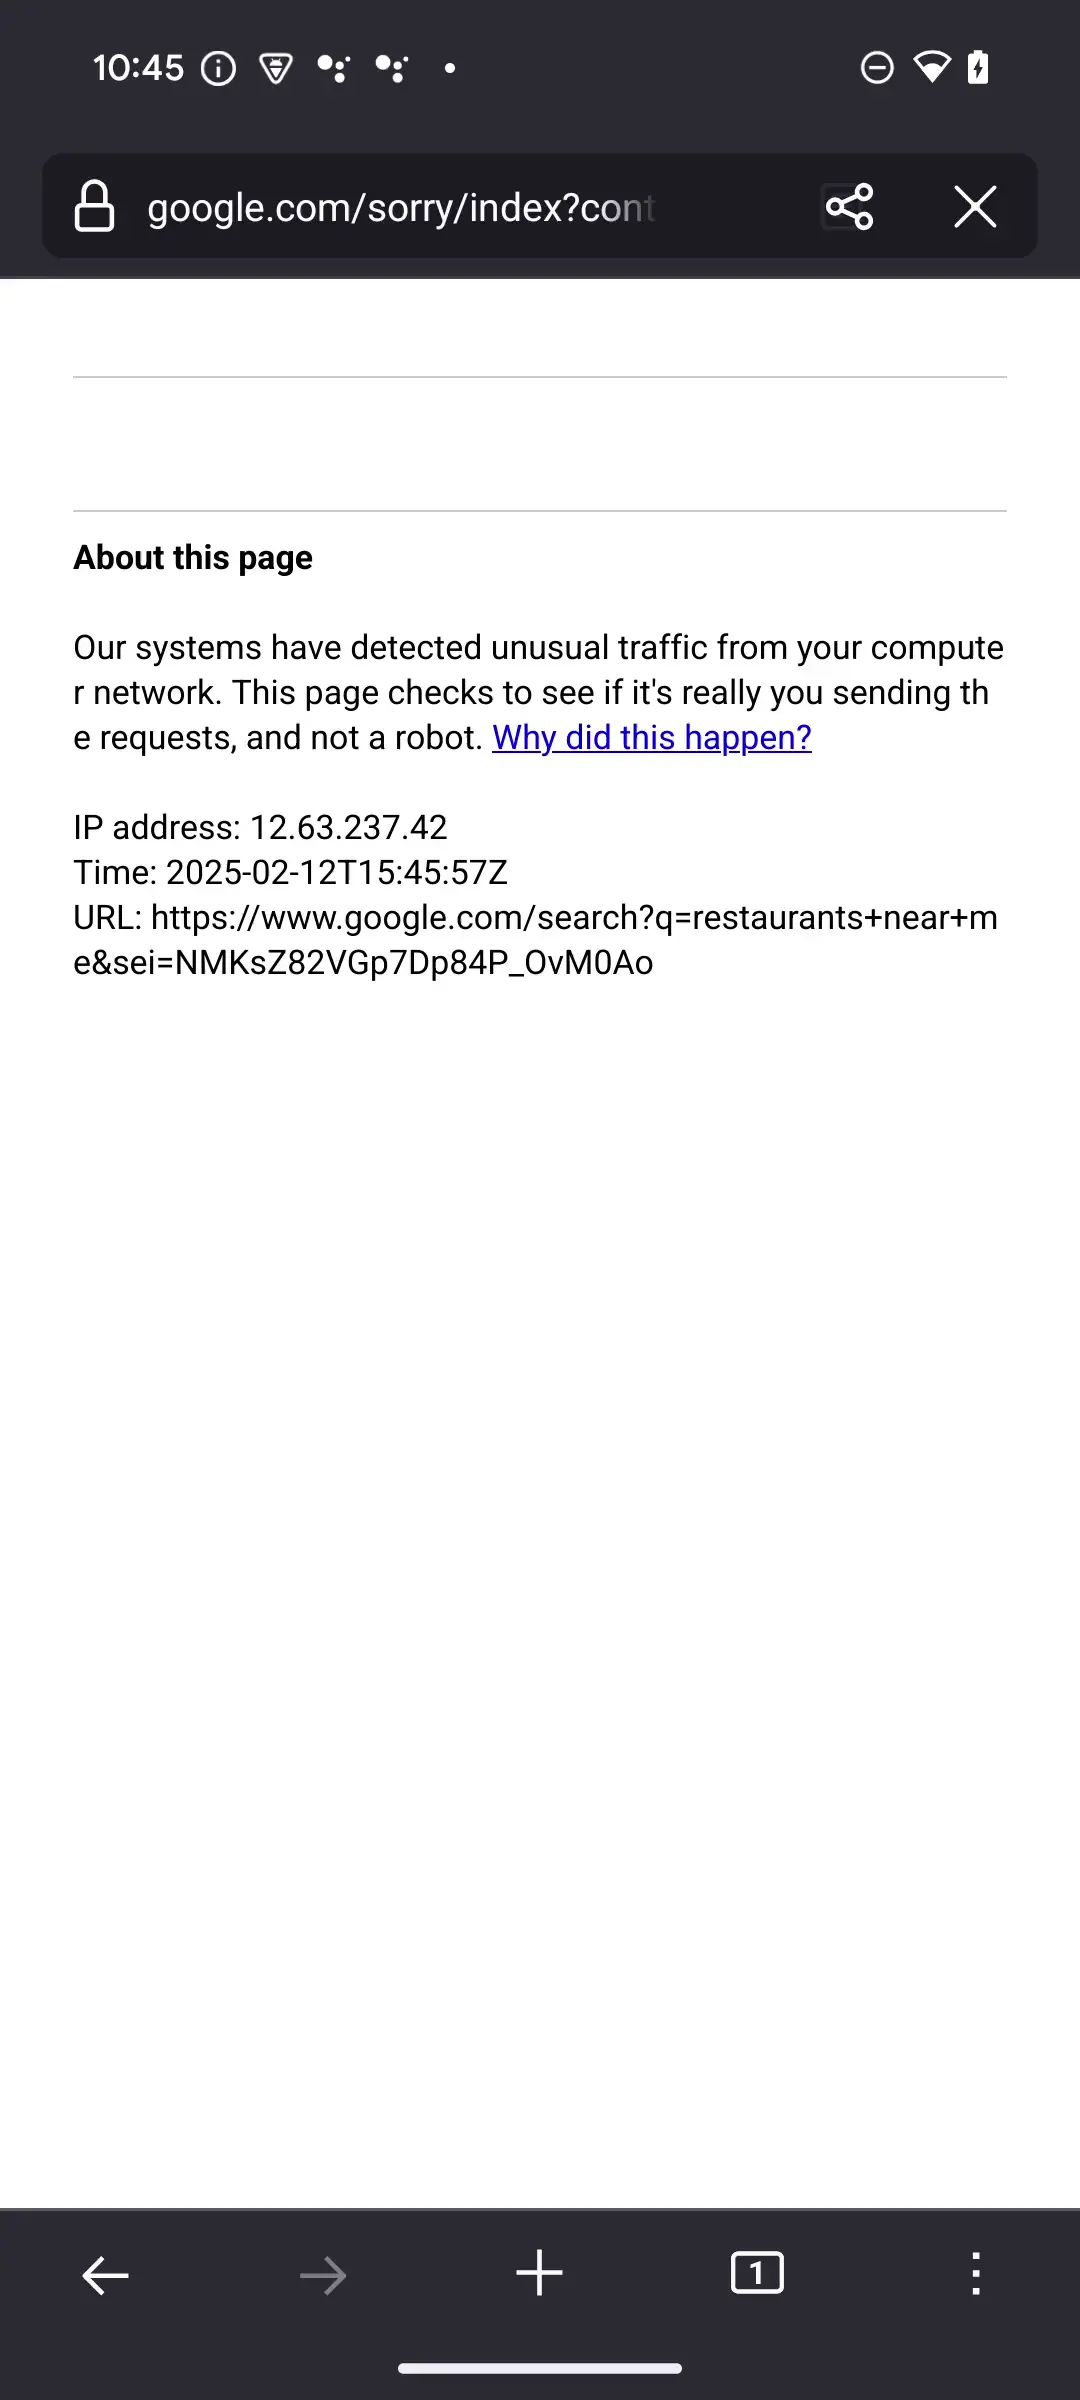 10:45
google.com/sorry/index?cont
About this page
Our systems have detected unusual traffic from your compute
r network. This page checks to see if it's really you sending th
e requests, and not a robot. Why did this happen?
IP address: 12.63.237.42
Time: 2025-02-12T15:45:57Z
URL: https://www.google.com/search?q=restaurants+near+m
e&sei=NMKsZ82VGp7Dp84P_OvM0Ao
1